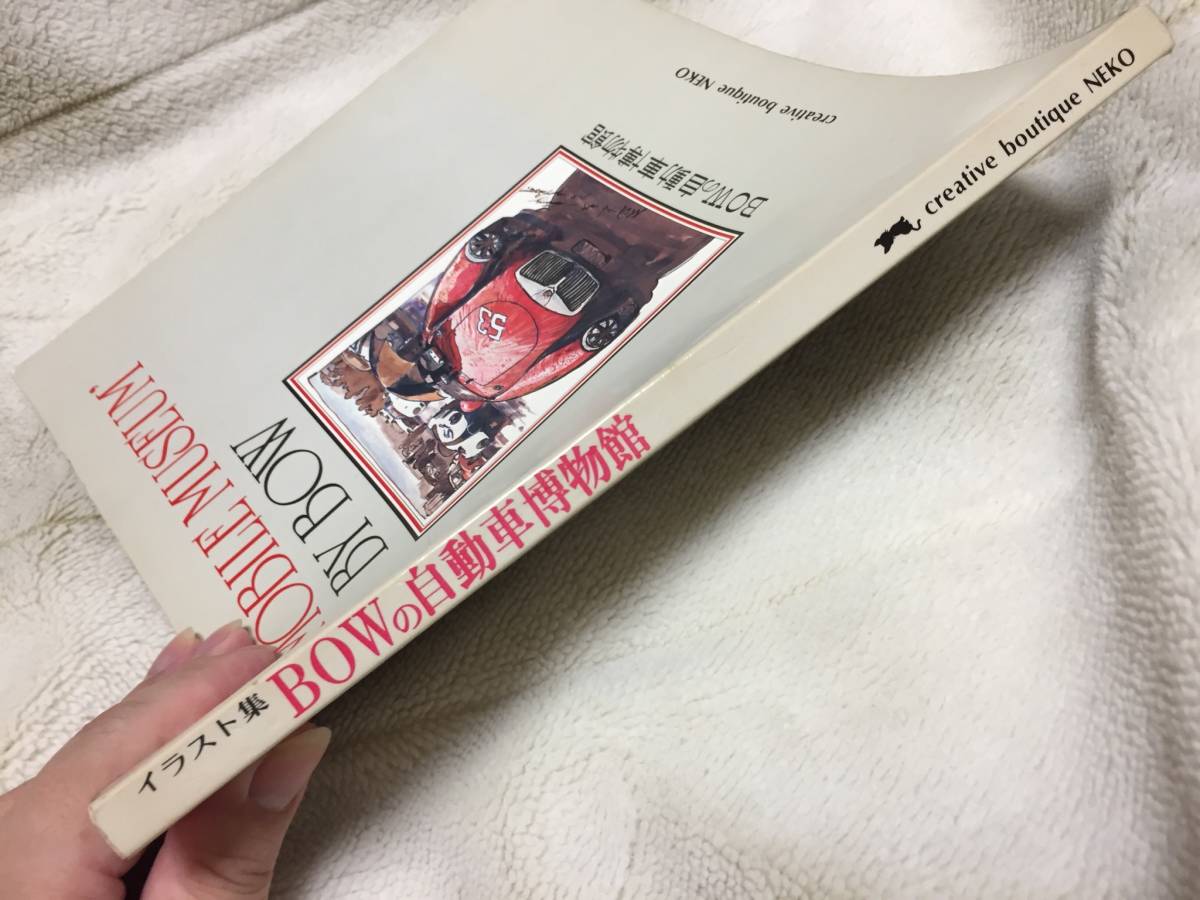 MOBILE MUSEUM'
BY BOW
53
BOWの自動車博物館
creative boutique NEKO
イラスト集 BOWの自動車博物館 creative boutique NEKO